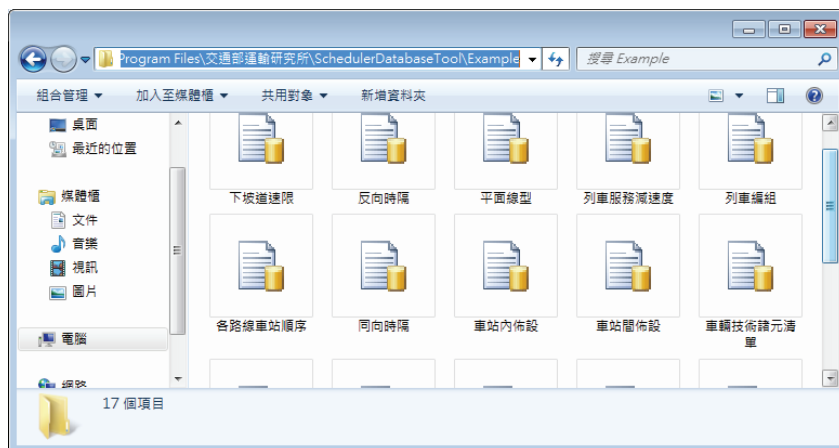 Program Files\交通部運輸研究所\SchedulerDatabaseTool\Example
搜尋 Example
組合管理 加入至媒體櫃 共用對象 新增資料夾
桌面
最近的位置
媒體櫃
文件
音樂
視訊
圖片
電腦
網路
下坡道速限 反向時隔 平面線型 列車服務減速度 列車編組
各路線車站順序 同向時隔 車站內佈設 車站間佈設 車輛技術諸元清
單
17 個項目